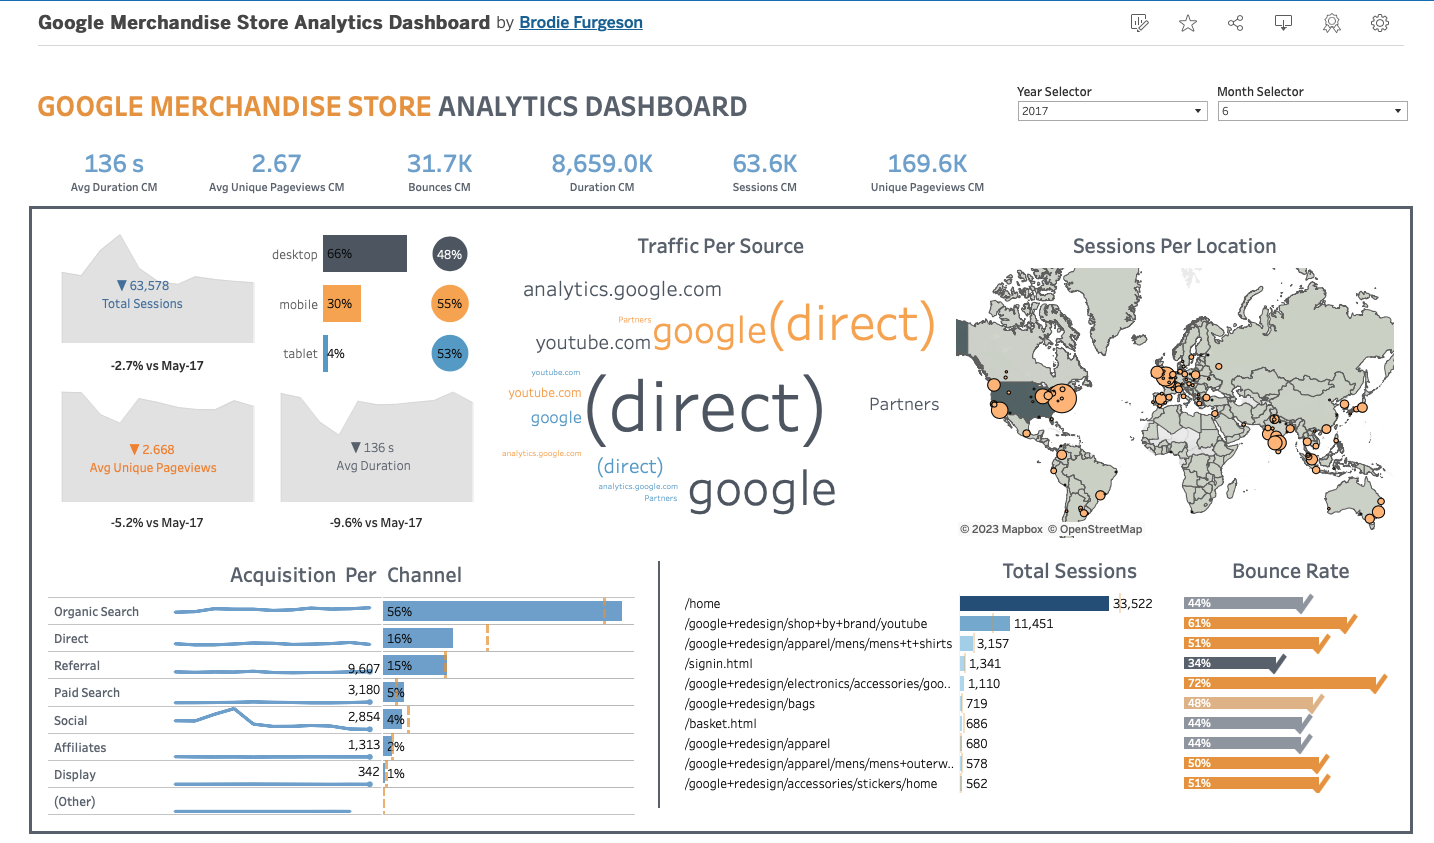 Google Merchandise Store Analytics Dashboard by Brodie Furgeson
GOOGLE MERCHANDISE STORE ANALYTICS DASHBOARD
Year Selector
2017
Month Selector
6
136 s
Avg Duration CM
2.67
Avg Unique Pageviews CM
31.7K
Bounces CM
8,659.0K
Duration CM
63.6K
Sessions CM
169.6K
Unique Pageviews CM
▼ 63,578
Total Sessions
-2.7% vs May-17
desktop 66% 48%
mobile 30% 55%
tablet 4% 53%
▼ 2.668
Avg Unique Pageviews
-5.2% vs May-17
▼ 136 s
Avg Duration
-9.6% vs May-17
Traffic Per Source
analytics.google.com
Partners
google
(direct)
youtube.com
youtube.com
youtube.com
google
(direct)
Partners
analytics.google.com
(direct)
analytics.google.com
Partners
google
Sessions Per Location
© 2023 Mapbox © OpenStreetMap
Acquisition Per Channel
Organic Search 56%
Direct 16%
Referral 9,607 15%
Paid Search 3,180 5%
Social 2,854 4%
Affiliates 1,313 2%
Display 342 1%
(Other)
Total Sessions Bounce Rate
/home 33,522 44%
/google+redesign/shop+by+brand/youtube 11,451 61%
/google+redesign/apparel/mens/mens+t+shirts 3,157 51%
/signin.html 1,341 34%
/google+redesign/electronics/accessories/goo.. 1,110 72%
/google+redesign/bags 719 48%
/basket.html 686 44%
/google+redesign/apparel 680 44%
/google+redesign/apparel/mens/mens+outerw.. 578 50%
/google+redesign/accessories/stickers/home 562 51%